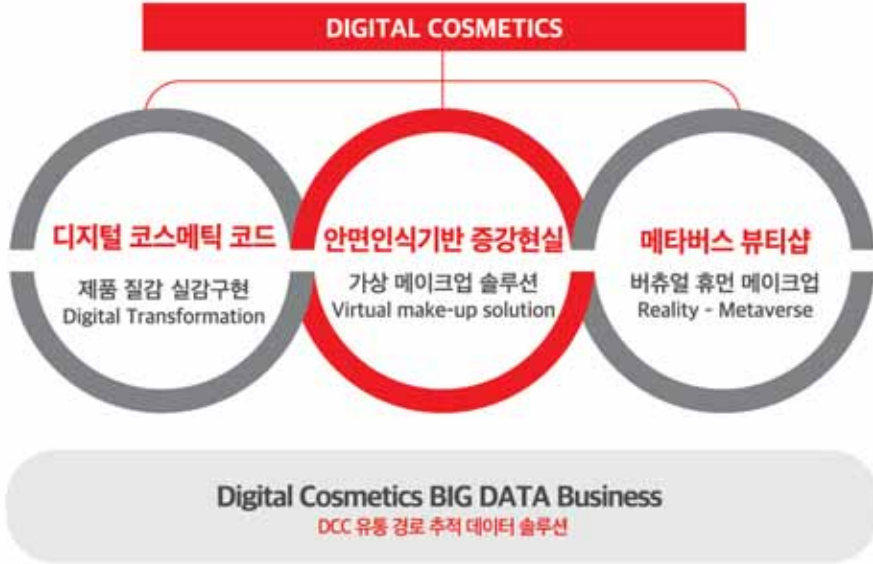 DIGITAL COSMETICS
디지털 코스메틱 코드
제품 질감 실감구현
Digital Transformation
안면인식기반 증강현실
가상 메이크업 솔루션
Virtual make-up solution
메타버스 뷰티샵
버츄얼 휴먼 메이크업
Reality - Metaverse
Digital Cosmetics BIG DATA Business
DCC 유통 경로 추적 데이터 솔루션